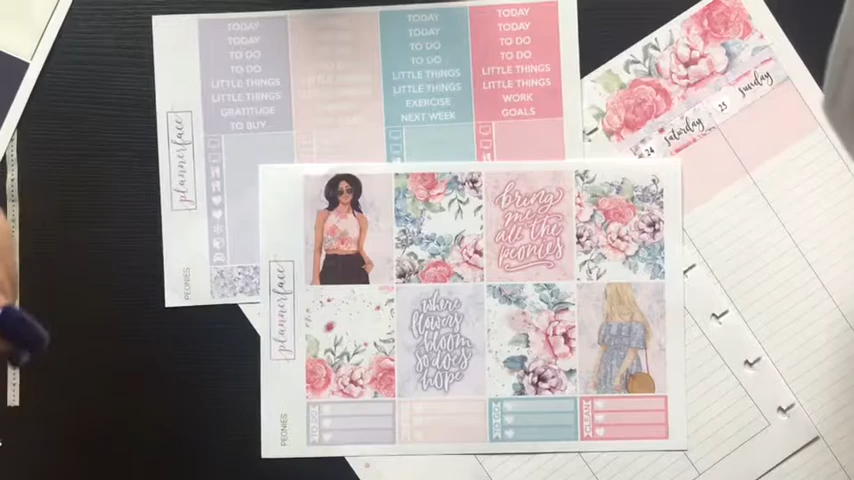 TODAY
TODAY
TO DO
TO DO
LITTLE THINGS
LITTLE THINGS
GRATITUDE
TO BUY
TODAY
TODAY
TO DO
TO DO
LITTLE THINGS
LITTLE THINGS
EXERCISE
NEXT WEEK
TODAY
TODAY
TO DO
TO DO
LITTLE THINGS
LITTLE THINGS
WORK
GOALS
plannerface
PEONIES
saturday
24
sunday
25
bring
me
all the
peonies
where
flowers
bloom
so does
hope
plannerface
PEONIES
TO DO
TO GO
CLEAN